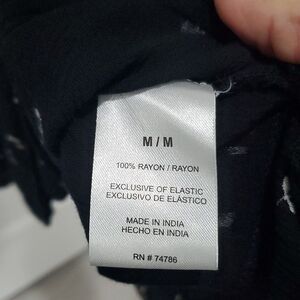 M / M
100% RAYON / RAYON
EXCLUSIVE OF ELASTIC
EXCLUSIVO DE ELÁSTICO
MADE IN INDIA
HECHO EN INDIA
RN # 74786